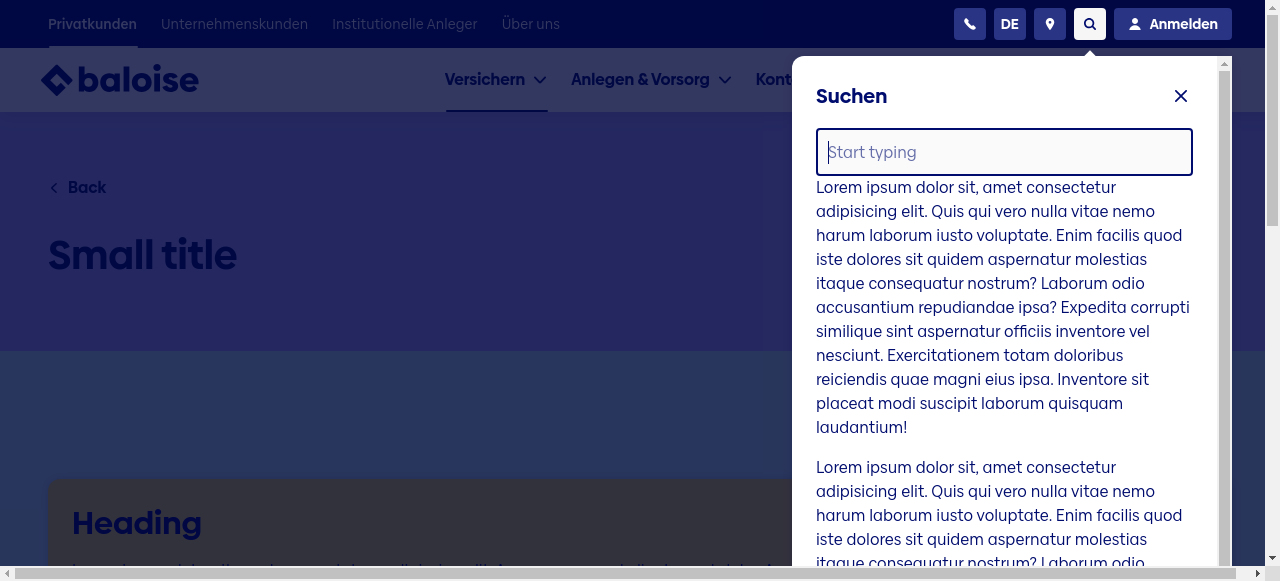 Privatkunden Unternehmenskunden Institutionelle Anleger Über uns DE Anmelden
baloise Versichern Anlegen & Vorsorg
Suchen
Start typing
Back
Small title
Lorem ipsum dolor sit, amet consectetur
adipisicing elit. Quis qui vero nulla vitae nemo
harum laborum iusto voluptate. Enim facilis quod
iste dolores sit quidem aspernatur molestias
itaque consequatur nostrum? Laborum odio
accusantium repudiandae ipsa? Expedita corrupti
similique sint aspernatur officiis inventore vel
nesciunt. Exercitationem totam doloribus
reiciendis quae magni eius ipsa. Inventore sit
placeat modi suscipit laborum quisquam
laudantium!
Lorem ipsum dolor sit, amet consectetur
adipisicing elit. Quis qui vero nulla vitae nemo
harum laborum iusto voluptate. Enim facilis quod
iste dolores sit quidem aspernatur molestias
itaque consequatur nostrum? Laborum odio
Heading